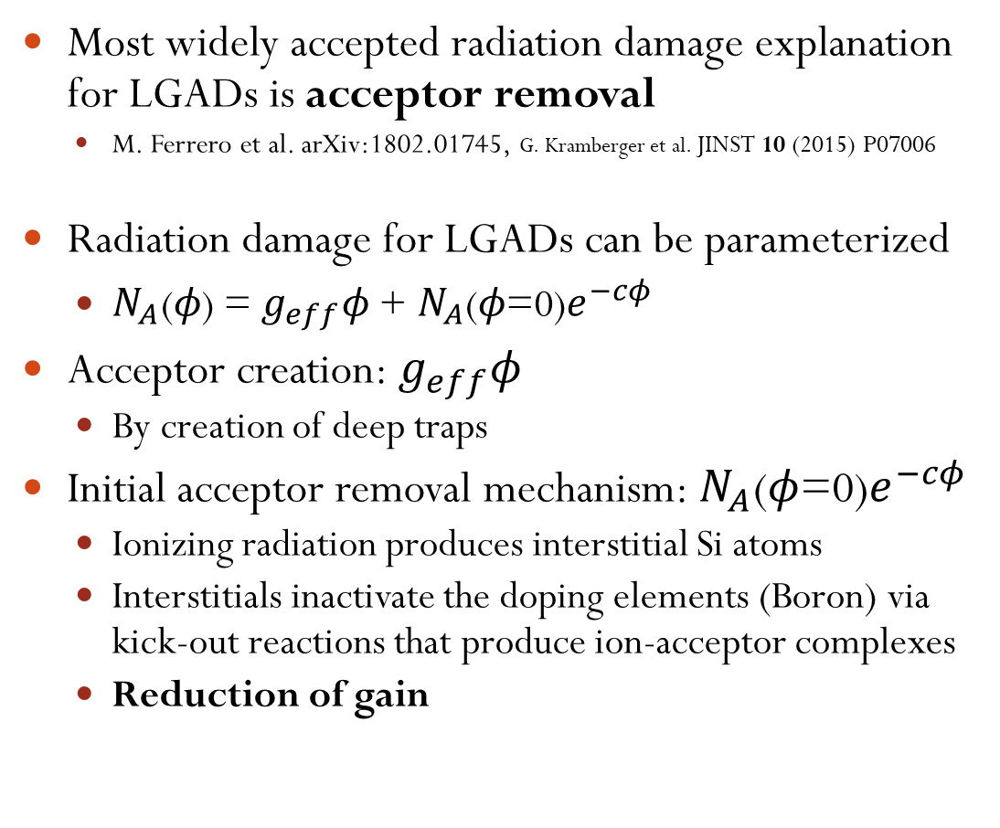 • Most widely accepted radiation damage explanation
for LGADs is acceptor removal
• M. Ferrero et al. arXiv:1802.01745, G. Kramberger et al. JINST 10 (2015) P07006
• Radiation damage for LGADs can be parameterized
• $N_A(\phi) = g_{eff}\phi + N_A(\phi=0)e^{-c\phi}$
• Acceptor creation: $g_{eff}\phi$
• By creation of deep traps
• Initial acceptor removal mechanism: $N_A(\phi=0)e^{-c\phi}$
• Ionizing radiation produces interstitial Si atoms
• Interstitials inactivate the doping elements (Boron) via
kick-out reactions that produce ion-acceptor complexes
• Reduction of gain